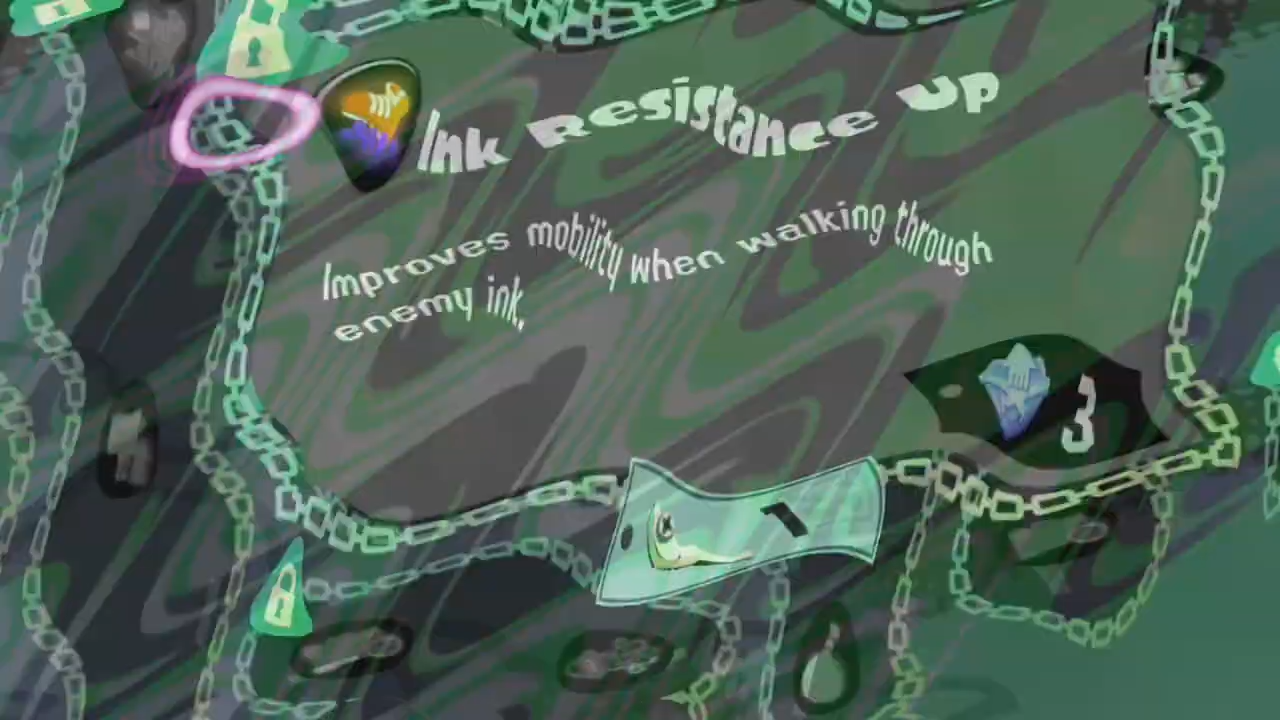 Ink Resistance Up
Improves mobility when walking through
enemy ink.
3
1